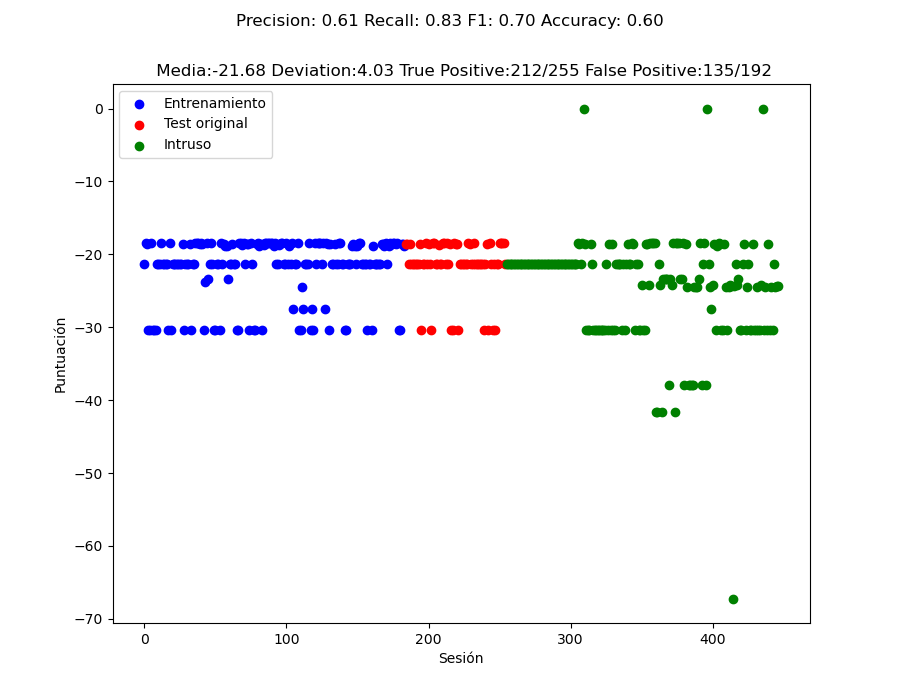 Precision: 0.61 Recall: 0.83 F1: 0.70 Accuracy: 0.60
Media:-21.68 Deviation:4.03 True Positive:212/255 False Positive:135/192
Entrenamiento
Test original
Intruso
0
−10
−20
−30
−40
−50
−60
−70
Puntuación
0 100 200 300 400
Sesión